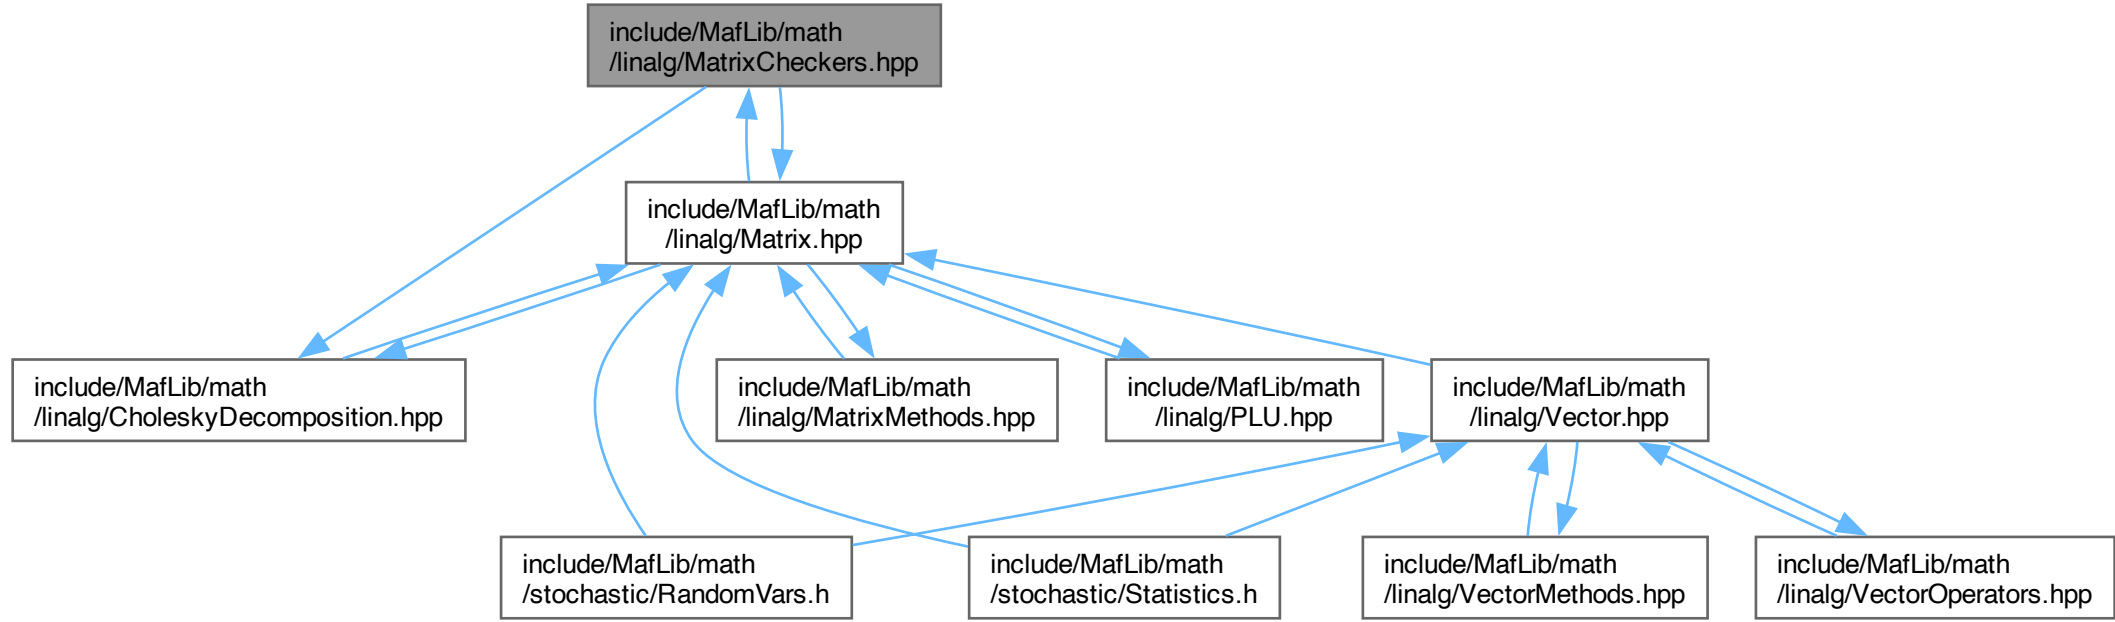 include/MafLib/math
/linalg/MatrixCheckers.hpp
include/MafLib/math
/linalg/Matrix.hpp
include/MafLib/math
/linalg/CholeskyDecomposition.hpp
include/MafLib/math
/linalg/MatrixMethods.hpp
include/MafLib/math
/linalg/PLU.hpp
include/MafLib/math
/linalg/Vector.hpp
include/MafLib/math
/stochastic/RandomVars.h
include/MafLib/math
/stochastic/Statistics.h
include/MafLib/math
/linalg/VectorMethods.hpp
include/MafLib/math
/linalg/VectorOperators.hpp